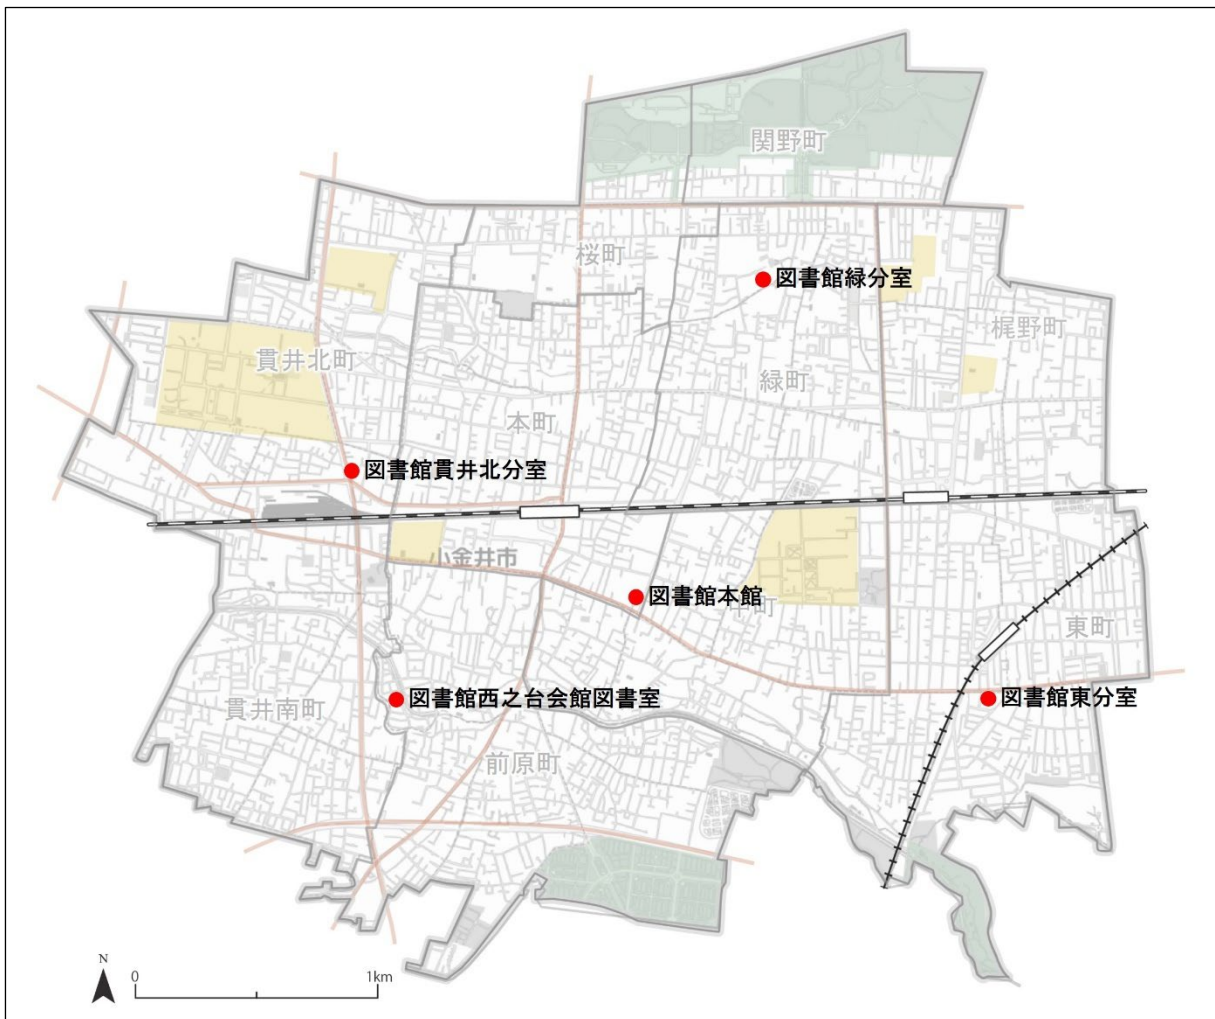 関野町
桜町
図書館緑分室
梶野町
貫井北町
緑町
本町
図書館貫井北分室
小金井市
図書館本館
中町
東町
図書館西之台会館図書室
図書館東分室
貫井南町
前原町
N
0
1km